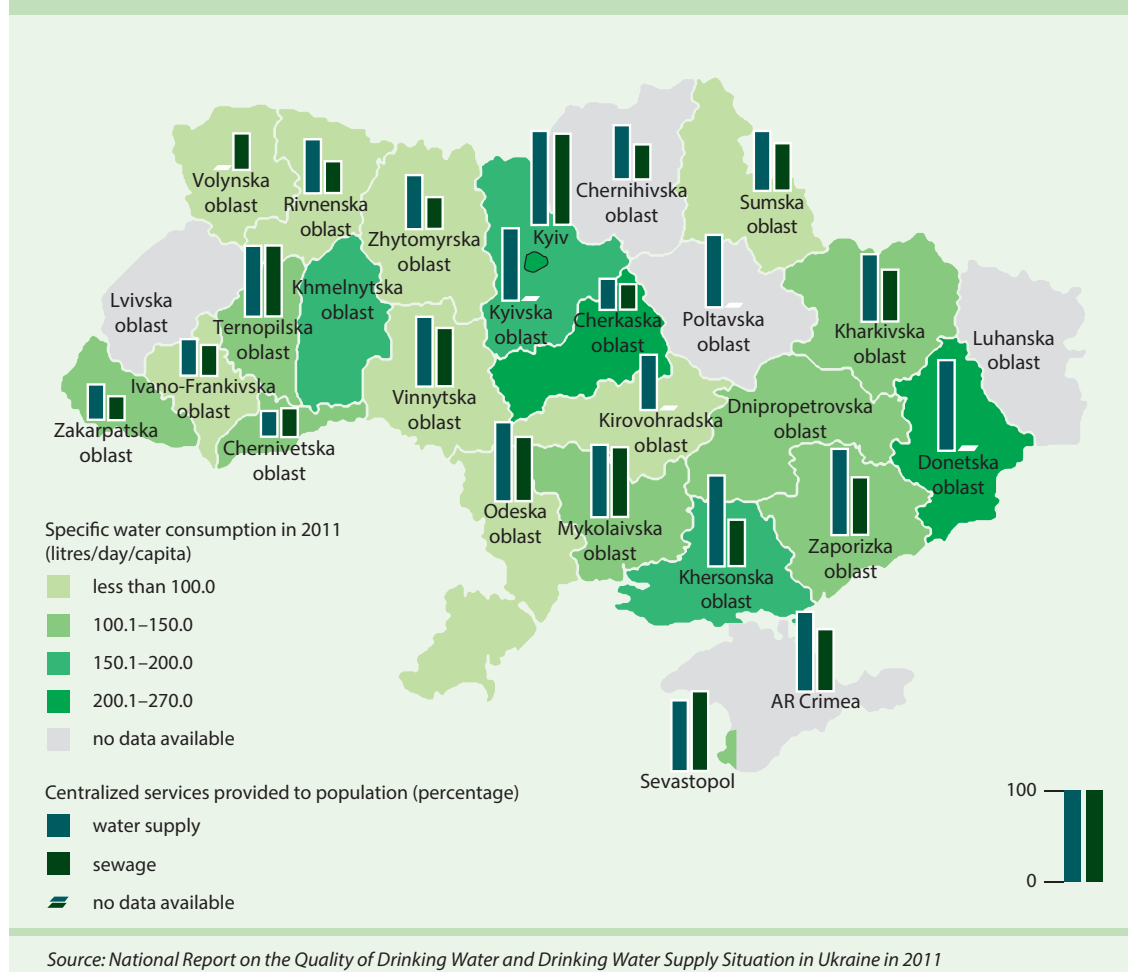 Volynska
oblast
Rivnenska
oblast
Zhytomyrska
oblast
Kyiv
Chernihivska
oblast
Sumska
oblast
Lvivska
oblast
Ternopilska
oblast
Khmelnytska
oblast
Kyivska
oblast
Cherkaska
oblast
Poltavska
oblast
Kharkivska
oblast
Luhanska
oblast
Zakarpatska
oblast
Ivano-Frankivska
oblast
Chernivetska
oblast
Vinnytska
oblast
Kirovohradska
oblast
Dnipropetrovska
oblast
Donetska
oblast
Odeska
oblast
Mykolaivska
oblast
Khersonska
oblast
Zaporizka
oblast
AR Crimea
Sevastopol
Specific water consumption in 2011
(litres/day/capita)
less than 100.0
100.1–150.0
150.1–200.0
200.1–270.0
no data available
Centralized services provided to population (percentage)
water supply
sewage
no data available
100
0
Source: National Report on the Quality of Drinking Water and Drinking Water Supply Situation in Ukraine in 2011